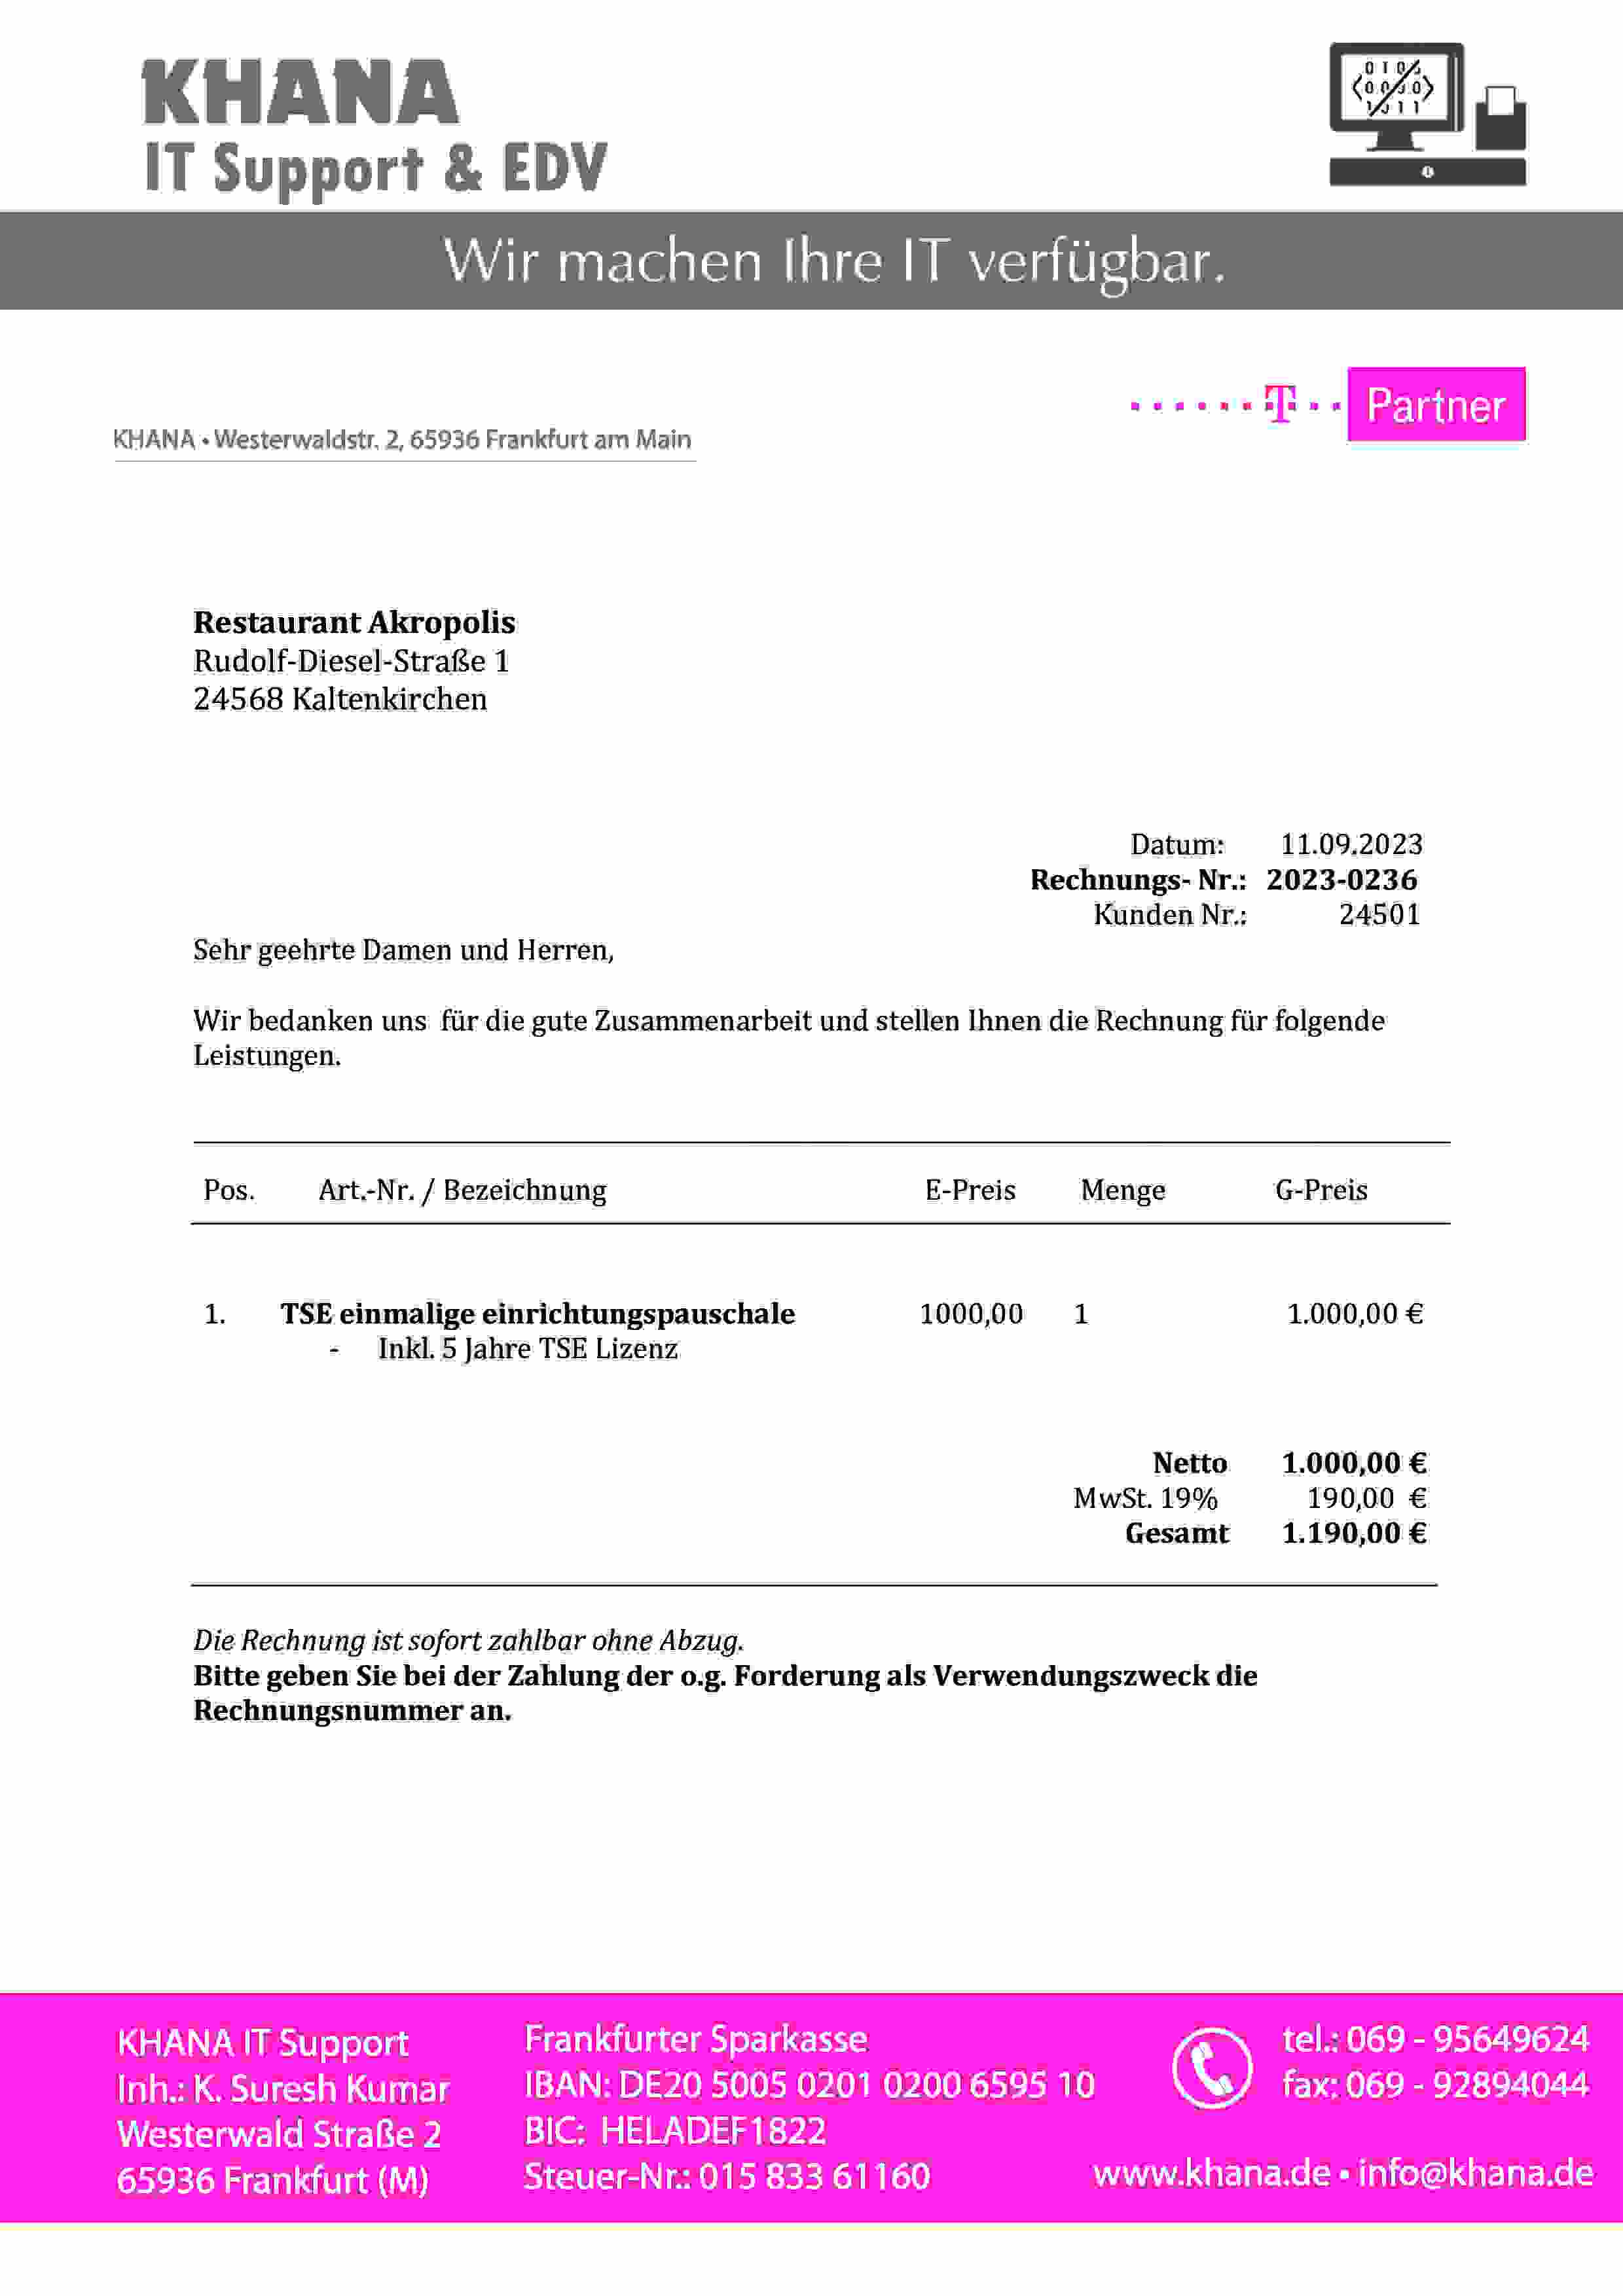 KHANA
IT Support & EDV
0 1 0
Wir machen Ihre IT verfügbar.
T Partner
KHANA • Westerwaldstr. 2, 65936 Frankfurt am Main
Restaurant Akropolis
Rudolf-Diesel-Straße 1
24568 Kaltenkirchen
Datum: 11.09.2023
Rechnungs- Nr.: 2023-0236
Kunden Nr.: 24501
Sehr geehrte Damen und Herren,
Wir bedanken uns für die gute Zusammenarbeit und stellen Ihnen die Rechnung für folgende
Leistungen.
Pos. Art.-Nr. / Bezeichnung E-Preis Menge G-Preis
1. TSE einmalige einrichtungspauschale 1000,00 1 1.000,00 €
- Inkl. 5 Jahre TSE Lizenz
Netto 1.000,00 €
MwSt. 19% 190,00 €
Gesamt 1.190,00 €
Die Rechnung ist sofort zahlbar ohne Abzug.
Bitte geben Sie bei der Zahlung der o.g. Forderung als Verwendungszweck die
Rechnungsnummer an.
KHANA IT Support
Inh.: K. Suresh Kumar
Westerwald Straße 2
65936 Frankfurt (M)
Frankfurter Sparkasse
IBAN: DE20 5005 0201 0200 6595 10
BIC: HELADEF1822
Steuer-Nr.: 015 833 61160
tel.: 069 - 95649624
fax: 069 - 92894044
www.khana.de • info@khana.de